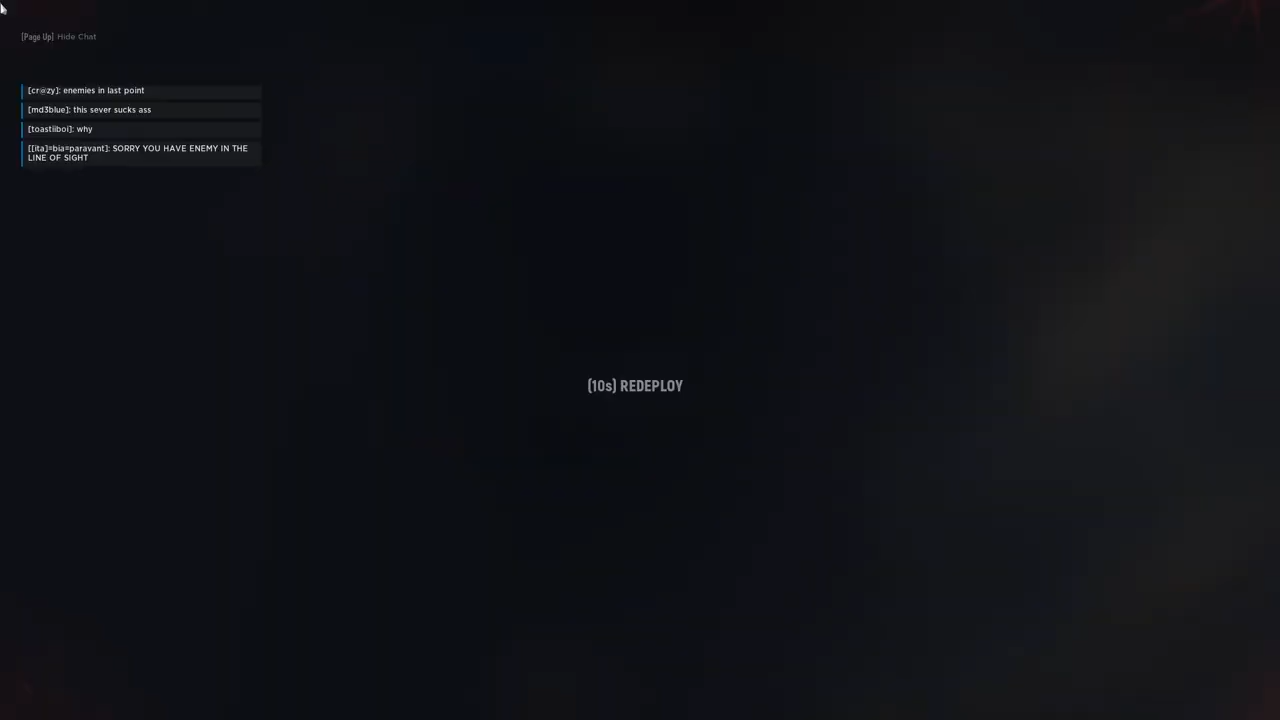 [Page Up] Hide Chat
[cr@zy]: enemies in last point
[md3blue]: this sever sucks ass
[toastiiboi]: why
[[ita]=bia=paravant]: SORRY YOU HAVE ENEMY IN THE
LINE OF SIGHT
(10s) REDEPLOY